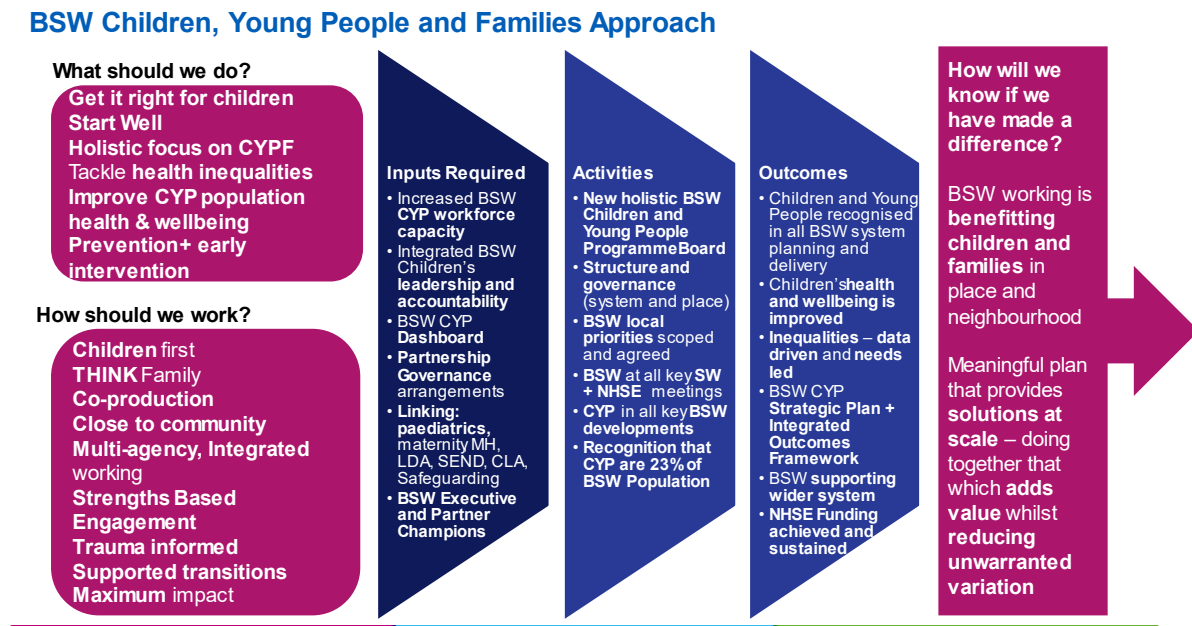 BSW Children, Young People and Families Approach
What should we do?
Get it right for children
Start Well
Holistic focus on CYPF
Tackle health inequalities
Improve CYP population
health & wellbeing
Prevention+ early
intervention
How should we work?
Children first
THINK Family
Co-production
Close to community
Multi-agency, Integrated
working
Strengths Based
Engagement
Trauma informed
Supported transitions
Maximum impact
Inputs Required
• Increased BSW
CYP workforce
capacity
• Integrated BSW
Children's
leadership and
accountability
• BSW CYP
Dashboard
• Partnership
Governance
arrangements
• Linking:
paediatrics,
maternity MH,
LDA, SEND, CLA,
Safeguarding
• BSW Executive
and Partner
Champions
Activities
• New holistic BSW
Children and
Young People
Programme Board
• Structure and
governance
(system and place)
• BSW local
priorities scoped
and agreed
• BSW at all key SW
+ NHSE meetings
• CYP in all key BSW
developments
• Recognition that
CYP are 23% of
BSW Population
Outcomes
• Children and Young
People recognised
in all BSW system
planning and
delivery
• Children's health
and wellbeing is
improved
• Inequalities – data
driven and needs
led
• BSW CYP
Strategic Plan +
Integrated
Outcomes
Framework
• BSW supporting
wider system
• NHSE Funding
achieved and
sustained
How will we
know if we
have made a
difference?
BSW working is
benefitting
children and
families in
place and
neighbourhood
Meaningful plan
that provides
solutions at
scale – doing
together that
which adds
value whilst
reducing
unwarranted
variation